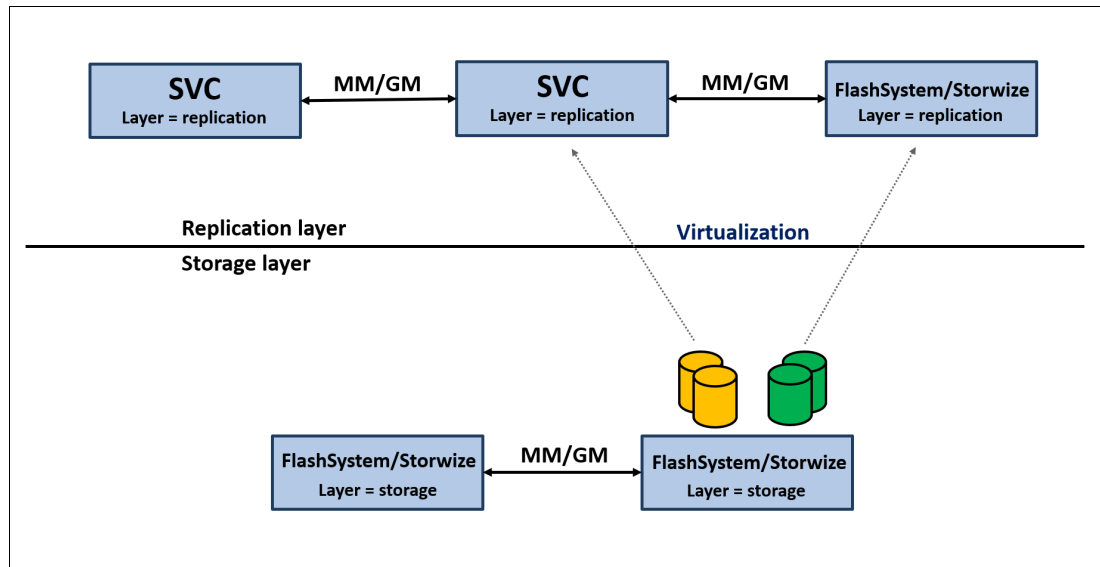 SVC
Layer = replication
MM/GM
SVC
Layer = replication
MM/GM
FlashSystem/Storwize
Layer = replication
Replication layer
Virtualization
Storage layer
FlashSystem/Storwize
Layer = storage
MM/GM
FlashSystem/Storwize
Layer = storage